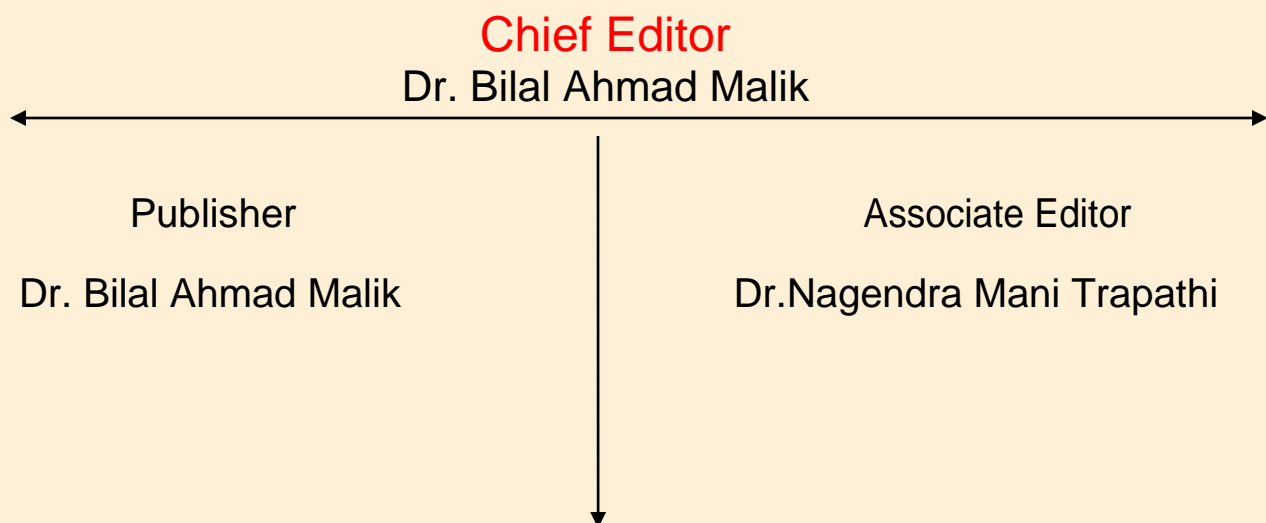 Chief Editor
Dr. Bilal Ahmad Malik
Publisher
Associate Editor
Dr. Bilal Ahmad Malik
Dr.Nagendra Mani Trapathi